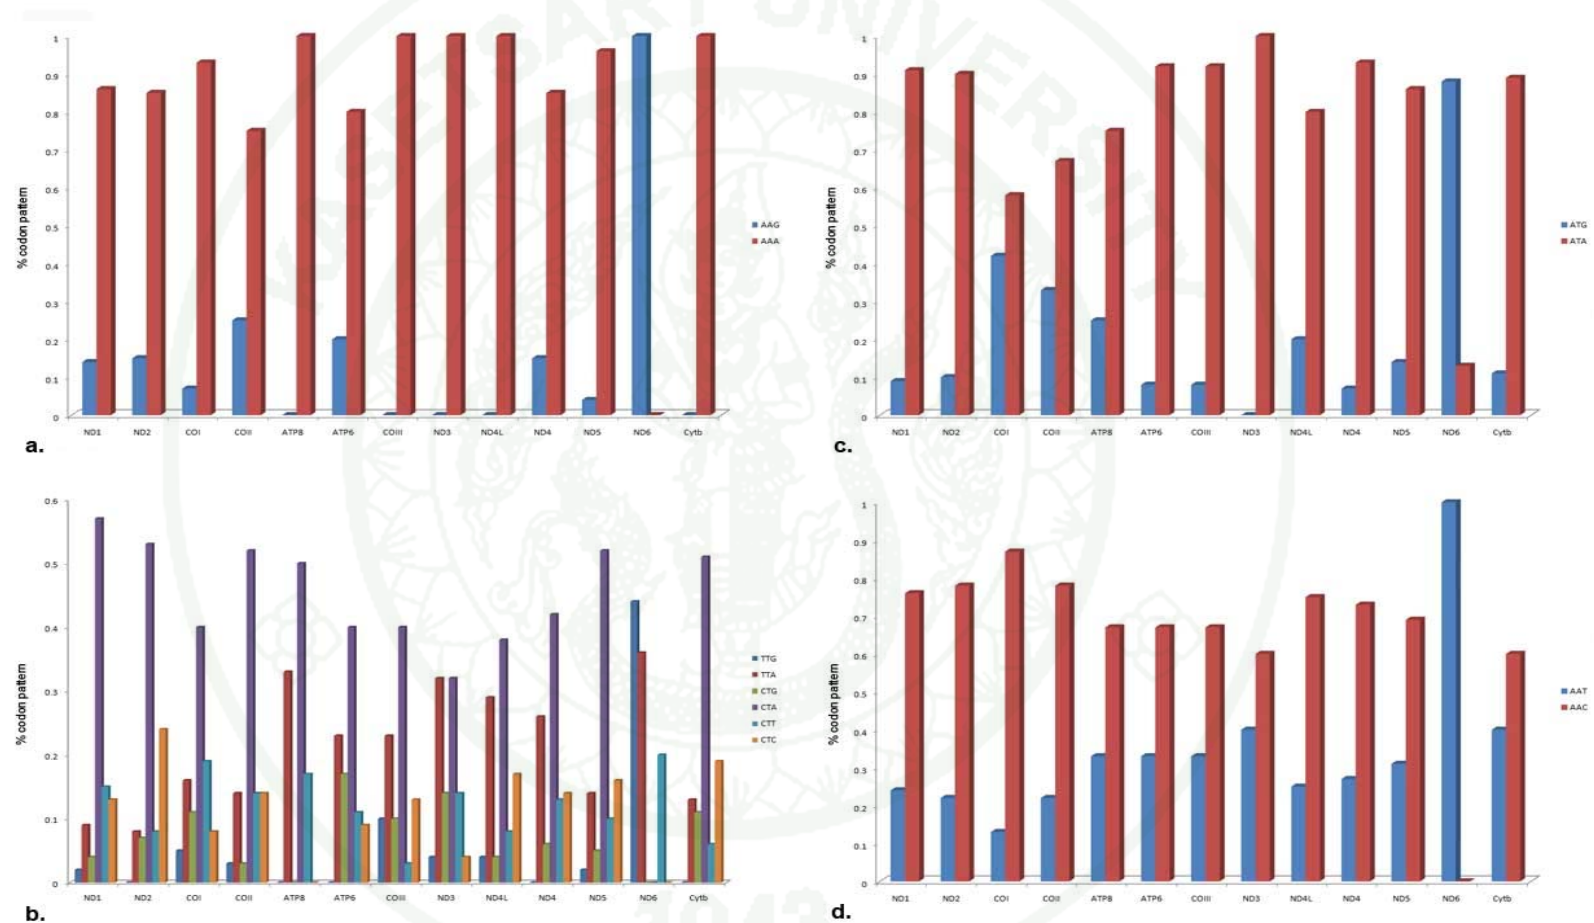 KASETSART UNIVERSITY
1
0.9
0.8
0.7
0.6
0.5
0.4
0.3
0.2
0.1
0
% codon pattern
AAG
AAA
ND1 ND2 COI COII ATP8 ATP6 COIII ND3 ND4L ND4 ND5 ND6 Cytb
a.
1
0.9
0.8
0.7
0.6
0.5
0.4
0.3
0.2
0.1
0
% codon pattern
ATG
ATA
ND1 ND2 COI COII ATP8 ATP6 COIII ND3 ND4L ND4 ND5 ND6 Cytb
c.
0.6
0.5
0.4
0.3
0.2
0.1
0
% codon pattern
TTG
TTA
CTG
CTA
CTT
CTC
ND1 ND2 COI COII ATP8 ATP6 COIII ND3 ND4L ND4 ND5 ND6 Cytb
b.
1
0.9
0.8
0.7
0.6
0.5
0.4
0.3
0.2
0.1
0
% codon pattern
AAT
AAC
ND1 ND2 COI COII ATP8 ATP6 COIII ND3 ND4L ND4 ND5 ND6 Cytb
d.
1943